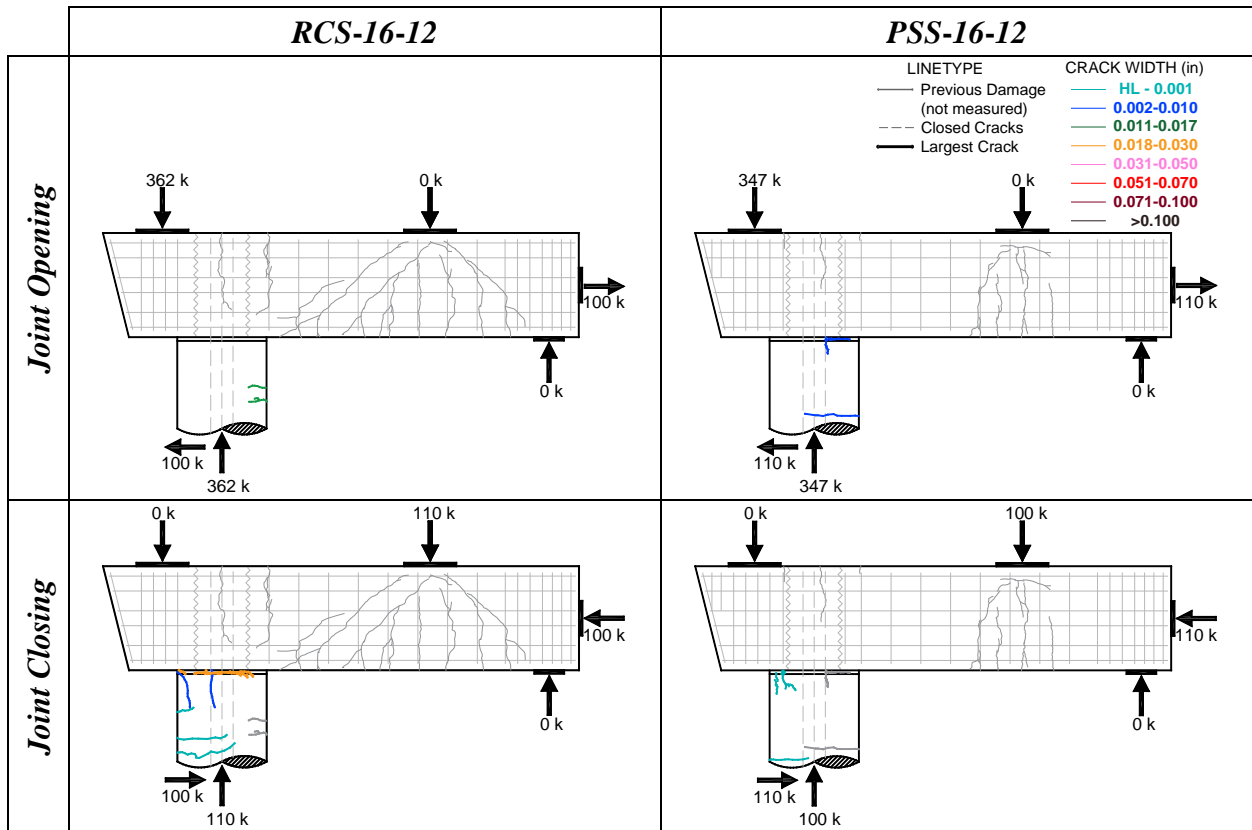 RCS-16-12
PSS-16-12
Joint Opening
LINETYPE
Previous Damage
(not measured)
Closed Cracks
Largest Crack
CRACK WIDTH (in)
HL - 0.001
0.002-0.010
0.011-0.017
0.018-0.030
0.031-0.050
0.051-0.070
0.071-0.100
>0.100
362 k
0 k
100 k
0 k
100 k
362 k
347 k
0 k
110 k
0 k
110 k
347 k
Joint Closing
0 k
110 k
100 k
0 k
100 k
110 k
0 k
100 k
110 k
0 k
110 k
100 k